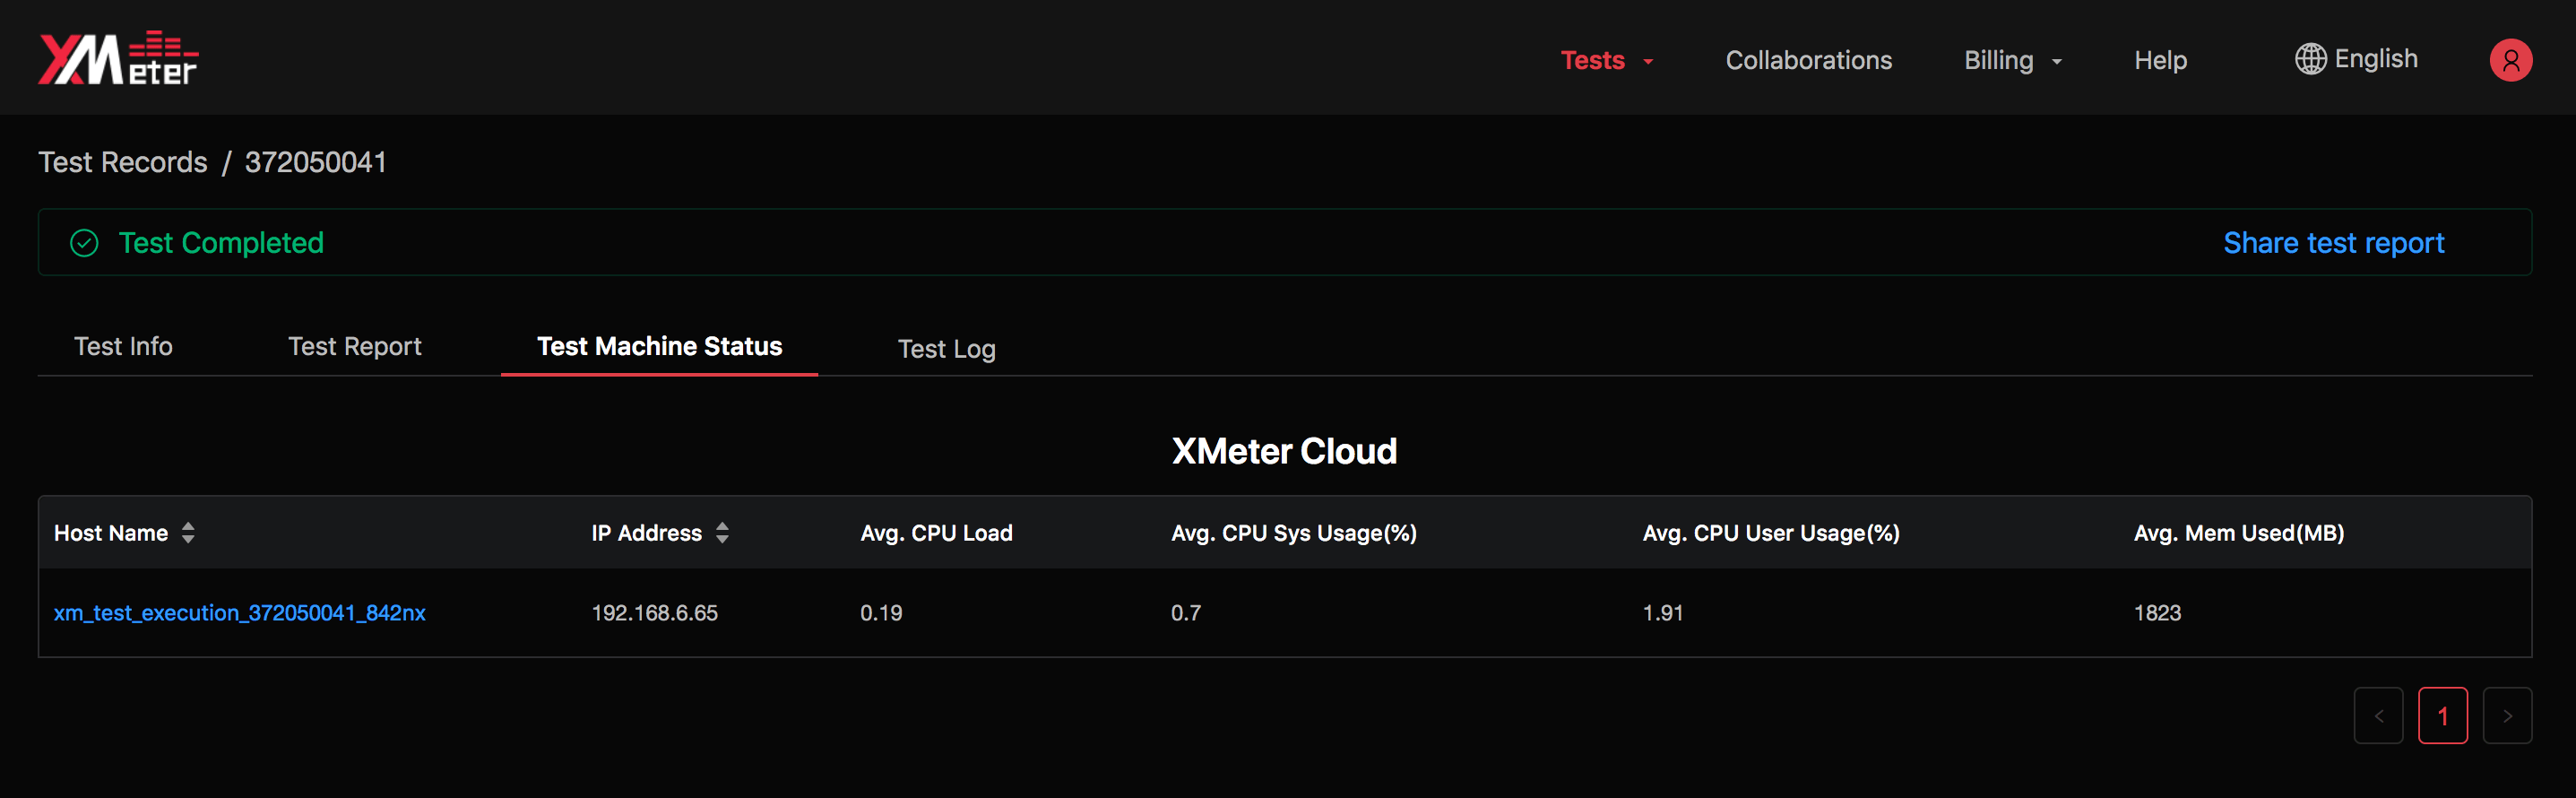 XMeter
Tests Collaborations Billing Help English
Test Records / 372050041
Test Completed Share test report
Test Info Test Report Test Machine Status Test Log
XMeter Cloud
Host Name IP Address Avg. CPU Load Avg. CPU Sys Usage(%) Avg. CPU User Usage(%) Avg. Mem Used(MB)
xm_test_execution_372050041_842nx 192.168.6.65 0.19 0.7 1.91 1823
< 1 >